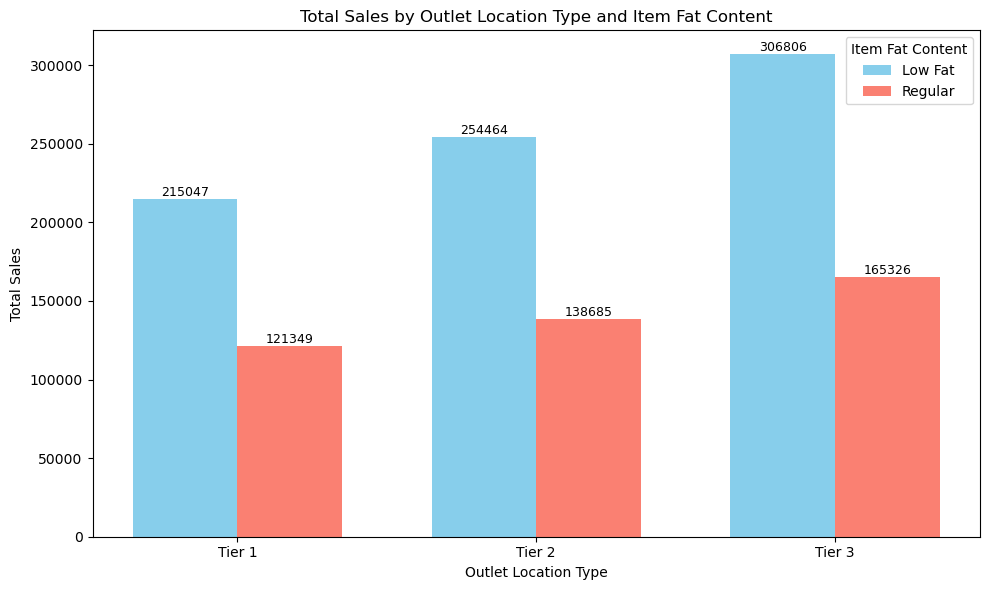 Total Sales by Outlet Location Type and Item Fat Content
Total Sales
300000
250000
200000
150000
100000
50000
0
215047
121349
254464
138685
306806
165326
Item Fat Content
Low Fat
Regular
Tier 1
Tier 2
Tier 3
Outlet Location Type